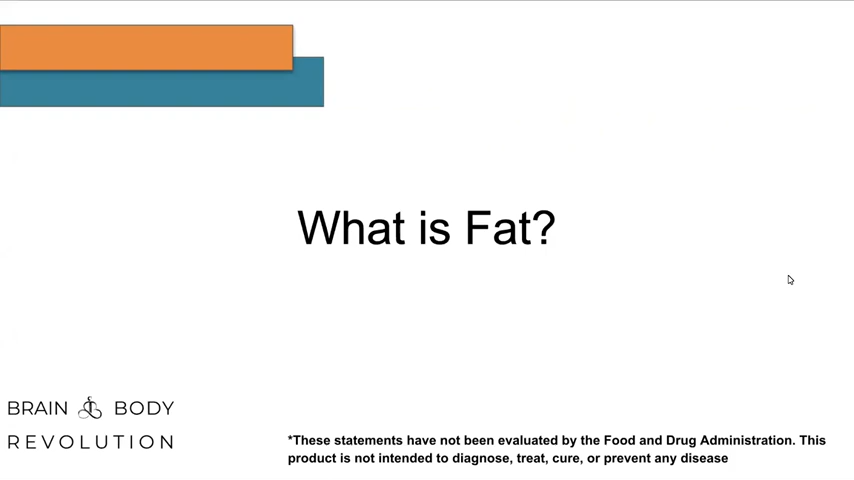 What is Fat?
BRAIN BODY
REVOLUTION
*These statements have not been evaluated by the Food and Drug Administration. This
product is not intended to diagnose, treat, cure, or prevent any disease